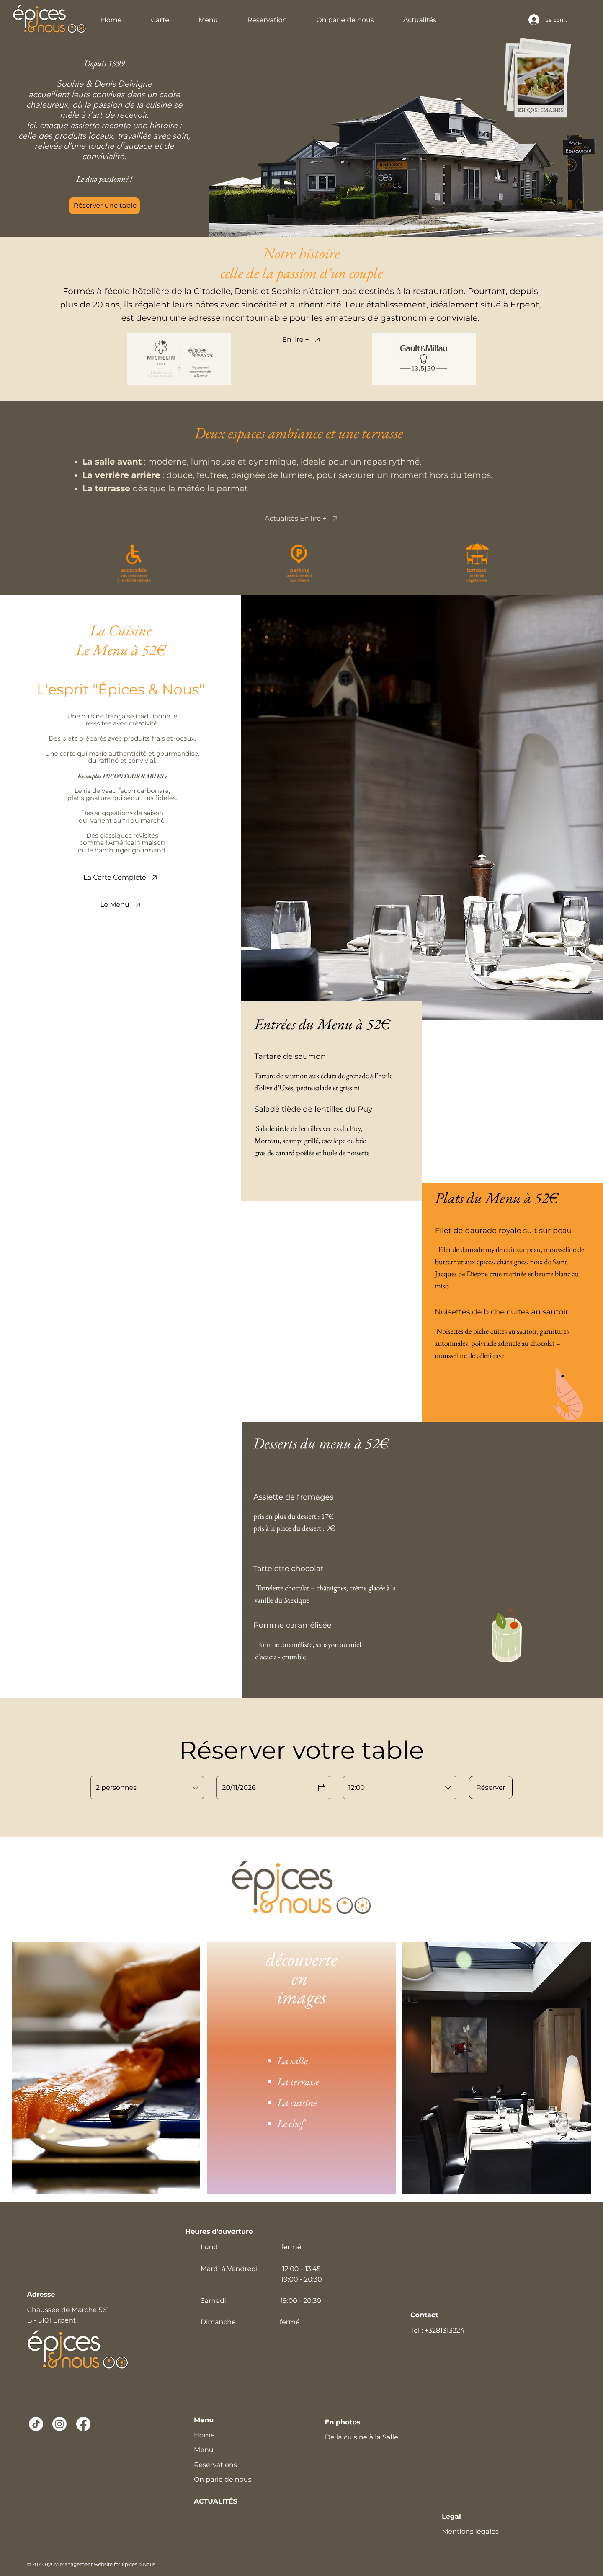 épices
&nous
Home
Carte
Menu
Reservation
On parle de nous
Actualités
Se con...
Depuis 1999
Sophie & Denis Delvigne
accueillent leurs convives dans un cadre
chaleureux, où la passion de la cuisine se
mêle à l'art de recevoir.
Ici, chaque assiette raconte une histoire :
celle des produits locaux, travaillés avec soin,
relevés d'une touche d'audace et de
convivialité.
Le duo passionné !
Réserver une table
EN QQS. IMAGES
épices
Restaurant
Notre histoire
celle de la passion d'un couple
Formés à l'école hôtelière de la Citadelle, Denis et Sophie n'étaient pas destinés à la restauration. Pourtant, depuis
plus de 20 ans, ils régalent leurs hôtes avec sincérité et authenticité. Leur établissement, idéalement situé à Erpent,
est devenu une adresse incontournable pour les amateurs de gastronomie conviviale.
MICHELIN
épices
&nous
Restaurant
recommandé
à Namur
En lire +
Gault&Millau
13,5|20
Deux espaces ambiance et une terrasse
La salle avant : moderne, lumineuse et dynamique, idéale pour un repas rythmé.
La verrière arrière : douce, feutrée, baignée de lumière, pour savourer un moment hors du temps.
La terrasse dès que la météo le permet
Actualités En lire +
accessible
aux personnes
à mobilité réduite
parking
aisé & réservé
aux clients
terrasse
ombrée
végétalisée
La Cuisine
Le Menu à 52€
L'esprit "Épices & Nous"
Une cuisine française traditionnelle
revisitée avec créativité.
Des plats préparés avec produits frais et locaux.
Une carte qui marie authenticité et gourmandise,
du raffiné et convivial.
Exemples INCONTOURNABLES :
Le ris de veau façon carbonara,
plat signature qui séduit les fidèles.
Des suggestions de saison
qui varient au fil du marché.
Des classiques revisités
comme l'Américain maison
ou le hamburger gourmand.
La Carte Complète
Le Menu
Entrées du Menu à 52€
Tartare de saumon
Tartare de saumon aux éclats de grenade à l'huile
d'olive d'Uzès, petite salade et grissini
Salade tiède de lentilles du Puy
Salade tiède de lentilles vertes du Puy,
Morteau, scampi grillé, escalope de foie
gras de canard poêlée et huile de noisette
Plats du Menu à 52€
Filet de daurade royale suit sur peau
Filet de daurade royale cuit sur peau, mousseline de
butternut aux épices, châtaignes, noix de Saint
Jacques de Dieppe crue marinée et beurre blanc au
miso
Noisettes de biche cuites au sautoir
Noisettes de biche cuites au sautoir, garnitures
automnales, poivrade adoucie au chocolat –
mousseline de céleri rave
Desserts du menu à 52€
Assiette de fromages
pris en plus du dessert : 17€
pris à la place du dessert : 9€
Tartelette chocolat
Tartelette chocolat – châtaignes, crème glacée à la
vanille du Mexique
Pomme caramélisée
Pomme caramélisée, sabayon au miel
d'acacia - crumble
Réserver votre table
2 personnes
20/11/2026
12:00
Réserver
épices
&nous
découverte
en
images
La salle
La terrasse
La cuisine
Le chef
Heures d'ouverture
Lundi fermé
Mardi à Vendredi 12:00 - 13:45
19:00 - 20:30
Samedi 19:00 - 20:30
Dimanche fermé
Adresse
Chaussée de Marche 561
B - 5101 Erpent
épices
&nous
Contact
Tel : +3281313224
Menu
Home
Menu
Reservations
On parle de nous
ACTUALITÉS
En photos
De la cuisine à la Salle
Legal
Mentions légales
© 2025 ByCM Management website for Épices & Nous